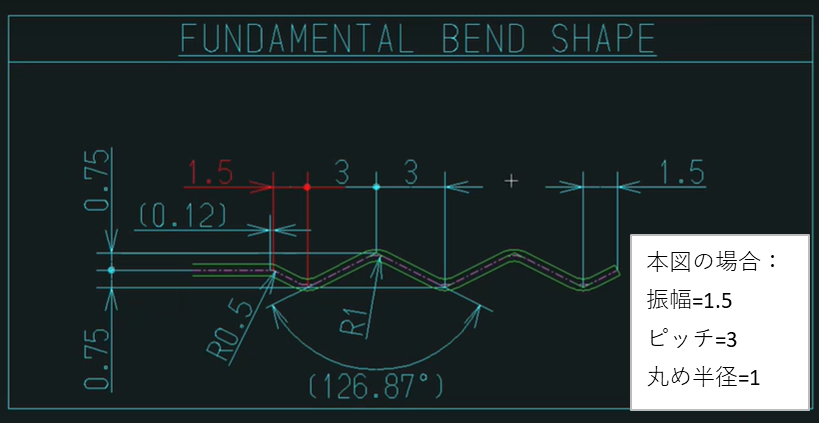 FUNDAMENTAL BEND SHAPE
0.75
1.5
3
3
1.5
(0.12)
R0.5
R1
0.75
(126.87°)
本図の場合：
振幅=1.5
ピッチ=3
丸め半径=1